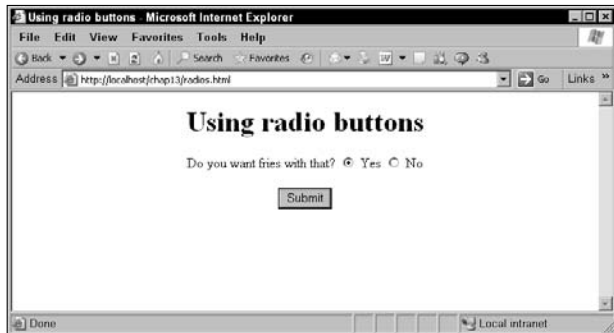 Using radio buttons - Microsoft Internet Explorer
File Edit View Favorites Tools Help
Back Search Favorites
Address http://localhost/chap13/radios.html Go Links »
Using radio buttons
Do you want fries with that? Yes No
Submit
Done Local intranet